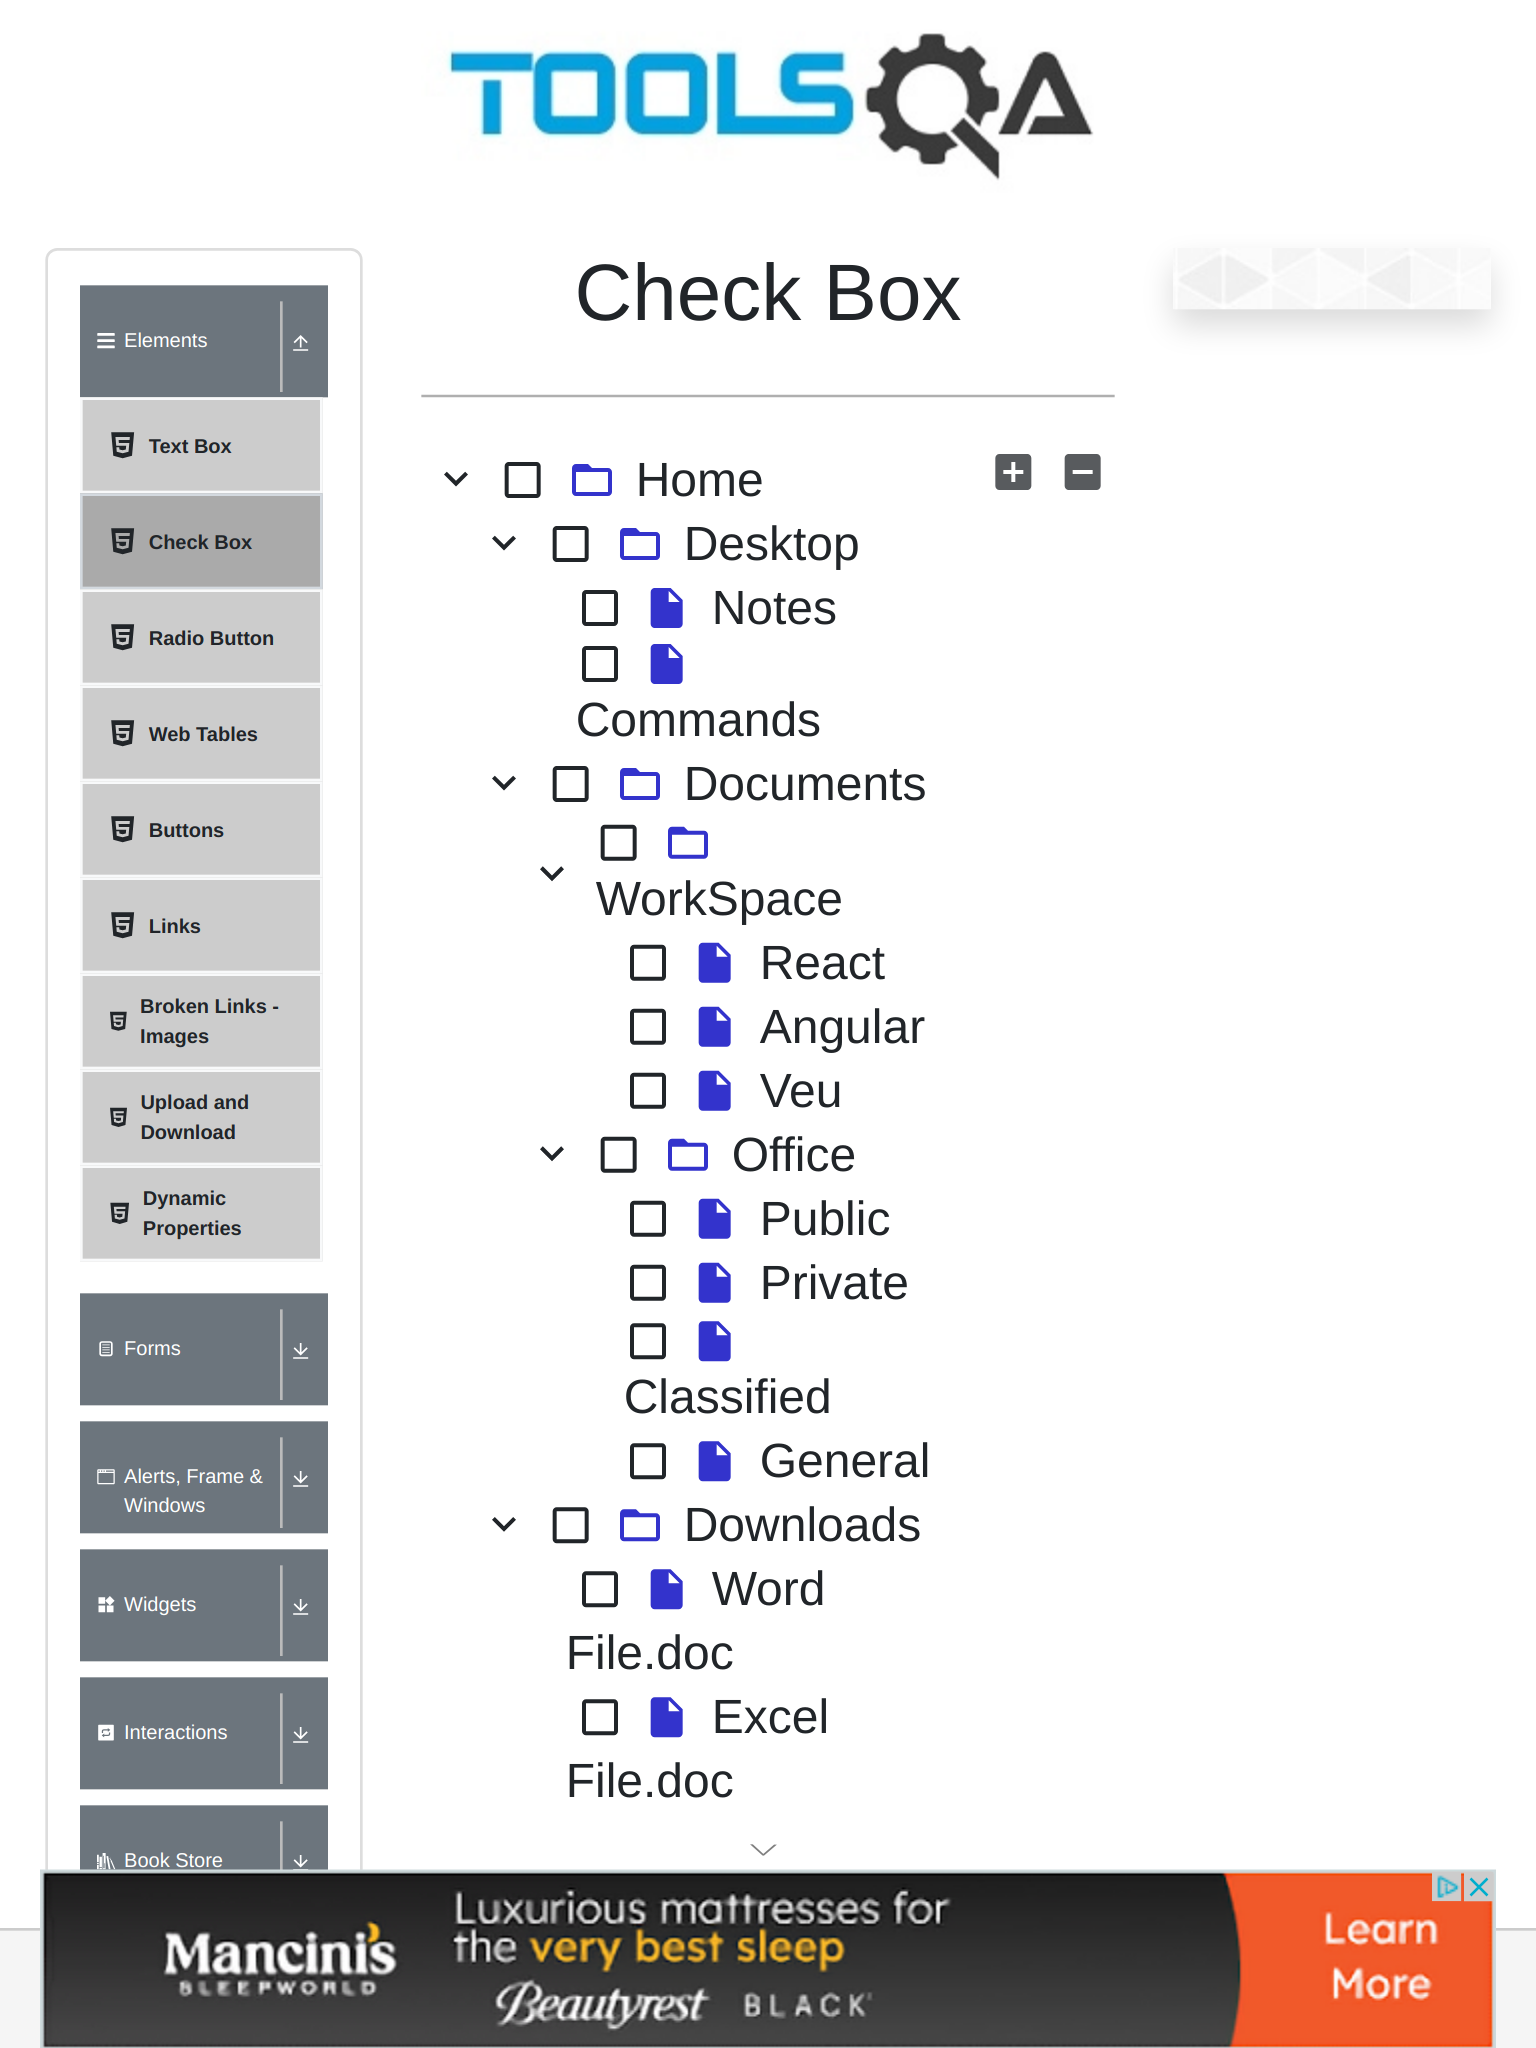 TOOLSQA
Elements
Text Box
Check Box
Radio Button
Web Tables
Buttons
Links
Broken Links -
Images
Upload and
Download
Dynamic
Properties
Forms
Alerts, Frame &
Windows
Widgets
Interactions
Book Store
Check Box
Home
Desktop
Notes
Commands
Documents
WorkSpace
React
Angular
Veu
Office
Public
Private
Classified
General
Downloads
Word
File.doc
Excel
File.doc
Mancini's
SLEEPWORLD
Luxurious mattresses for
the very best sleep
Beautyrest BLACK
Learn
More